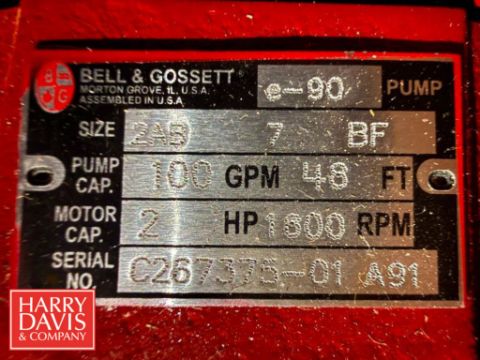 BELL & GOSSETT
MORTON GROVE, IL, U.S.A.
ASSEMBLED IN U.S.A.
e-90 PUMP
SIZE 2AB 7 BF
PUMP CAP. 100 GPM 48 FT
MOTOR CAP. 2 HP 1800 RPM
SERIAL NO. C267375-01 A91
HARRY
DAVIS
& COMPANY